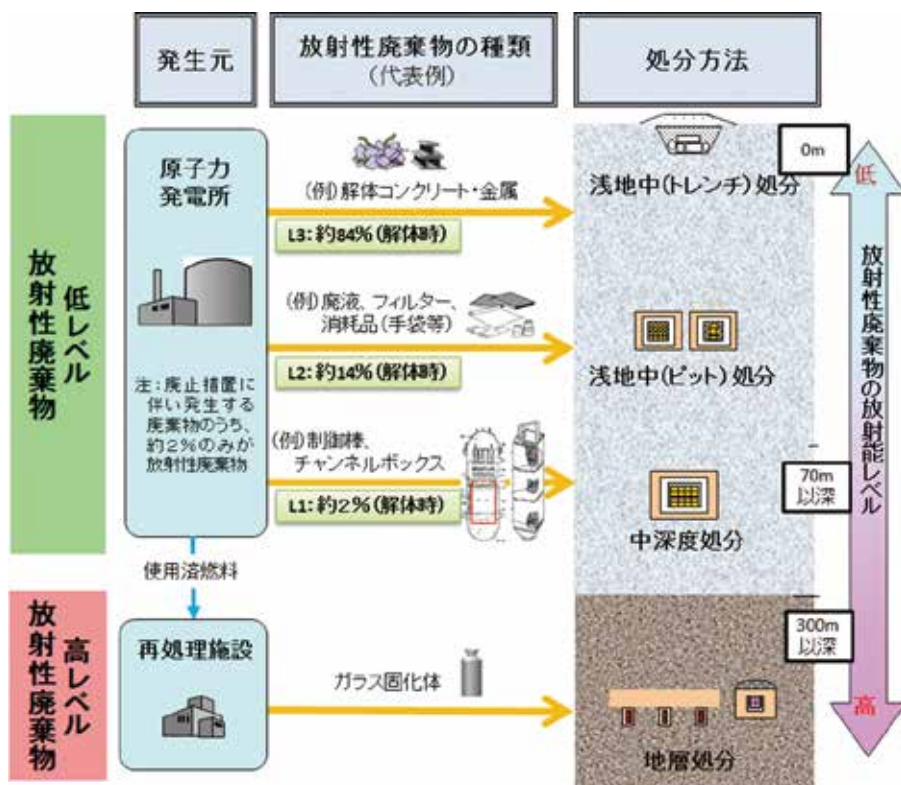 発生元
放射性廃棄物の種類
(代表例)
処分方法
低レベル
放射性廃棄物
原子力
発電所
注:廃止措置に
伴い発生する
廃棄物のうち、
約2%のみが
放射性廃棄物
(例)解体コンクリート・金属
L3:約84%(解体時)
(例)廃液、フィルター、
消耗品(手袋等)
L2:約14%(解体時)
(例)制御棒、
チャンネルボックス
L1:約2%(解体時)
浅地中(トレンチ)処分
浅地中(ピット)処分
中深度処分
0m
70m
以深
低
放射性廃棄物の放射能レベル
高
使用済燃料
高レベル
放射性廃棄物
再処理施設
ガラス固化体
地層処分
300m
以深